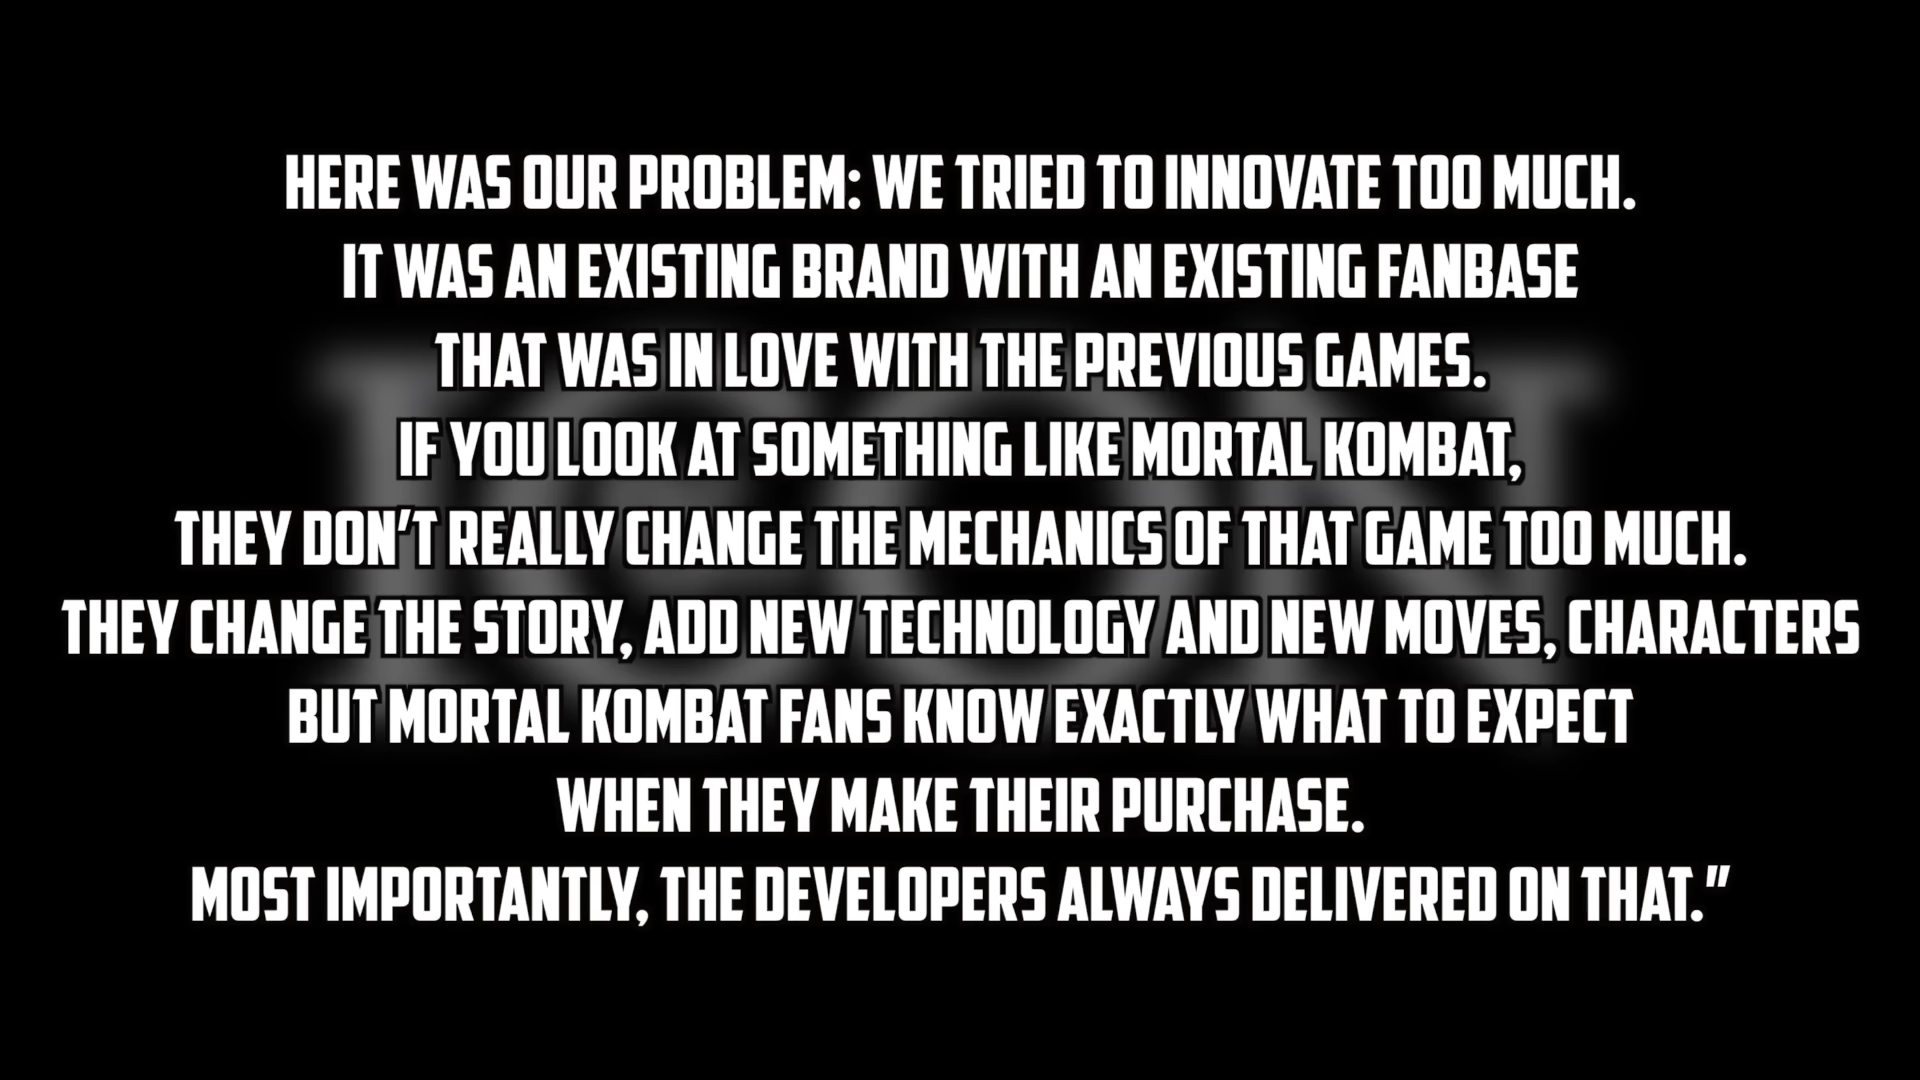 HERE WAS OUR PROBLEM: WE TRIED TO INNOVATE TOO MUCH.
IT WAS AN EXISTING BRAND WITH AN EXISTING FANBASE
THAT WAS IN LOVE WITH THE PREVIOUS GAMES.
IF YOU LOOK AT SOMETHING LIKE MORTAL KOMBAT,
THEY DON'T REALLY CHANGE THE MECHANICS OF THAT GAME TOO MUCH.
THEY CHANGE THE STORY, ADD NEW TECHNOLOGY AND NEW MOVES, CHARACTERS
BUT MORTAL KOMBAT FANS KNOW EXACTLY WHAT TO EXPECT
WHEN THEY MAKE THEIR PURCHASE.
MOST IMPORTANTLY, THE DEVELOPERS ALWAYS DELIVERED ON THAT."